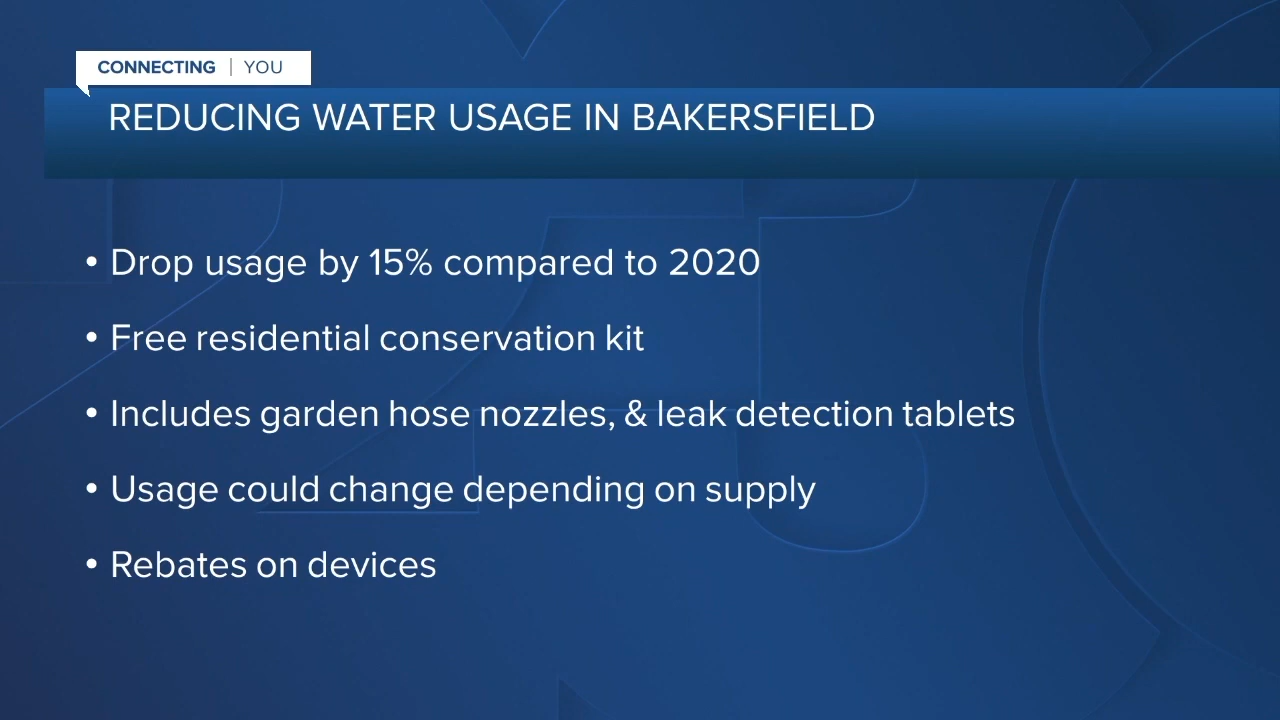 CONNECTING | YOU
REDUCING WATER USAGE IN BAKERSFIELD
• Drop usage by 15% compared to 2020
• Free residential conservation kit
• Includes garden hose nozzles, & leak detection tablets
• Usage could change depending on supply
• Rebates on devices